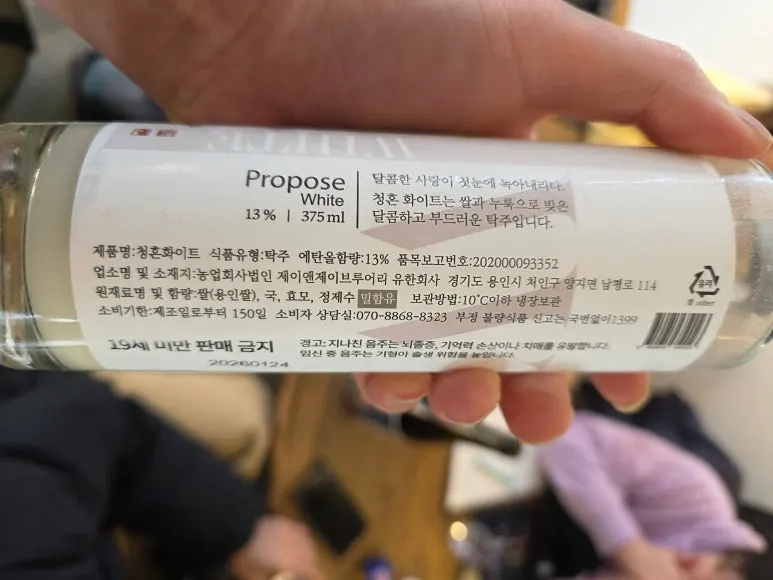 WHITE
Propose
White
13% | 375ml
달콤한 사랑이 첫눈에 녹아내리다.
청혼 화이트는 쌀과 누룩으로 빚은
달콤하고 부드러운 탁주입니다.
제품명:청혼화이트 식품유형:탁주 에탄올함량:13% 품목보고번호:202000093352
업소명 및 소재지:농업회사법인 제이앤제이브루어리 유한회사 경기도 용인시 처인구 양지면 남평로 114
원재료명 및 함량:쌀(용인쌀), 국, 효모, 정제수 밀함유 보관방법:10˚C이하 냉장보관
소비기한:제조일로부터 150일 소비자 상담실:070-8868-8323 부정 불량식품 신고는 국번없이1399
유리
병 other
19세 미만 판매 금지
경고: 지나친 음주는 뇌졸중, 기억력 손상이나 치매를 유발합니다.
임신 중 음주는 기형아 출생 위험을 높입니다.
20260124